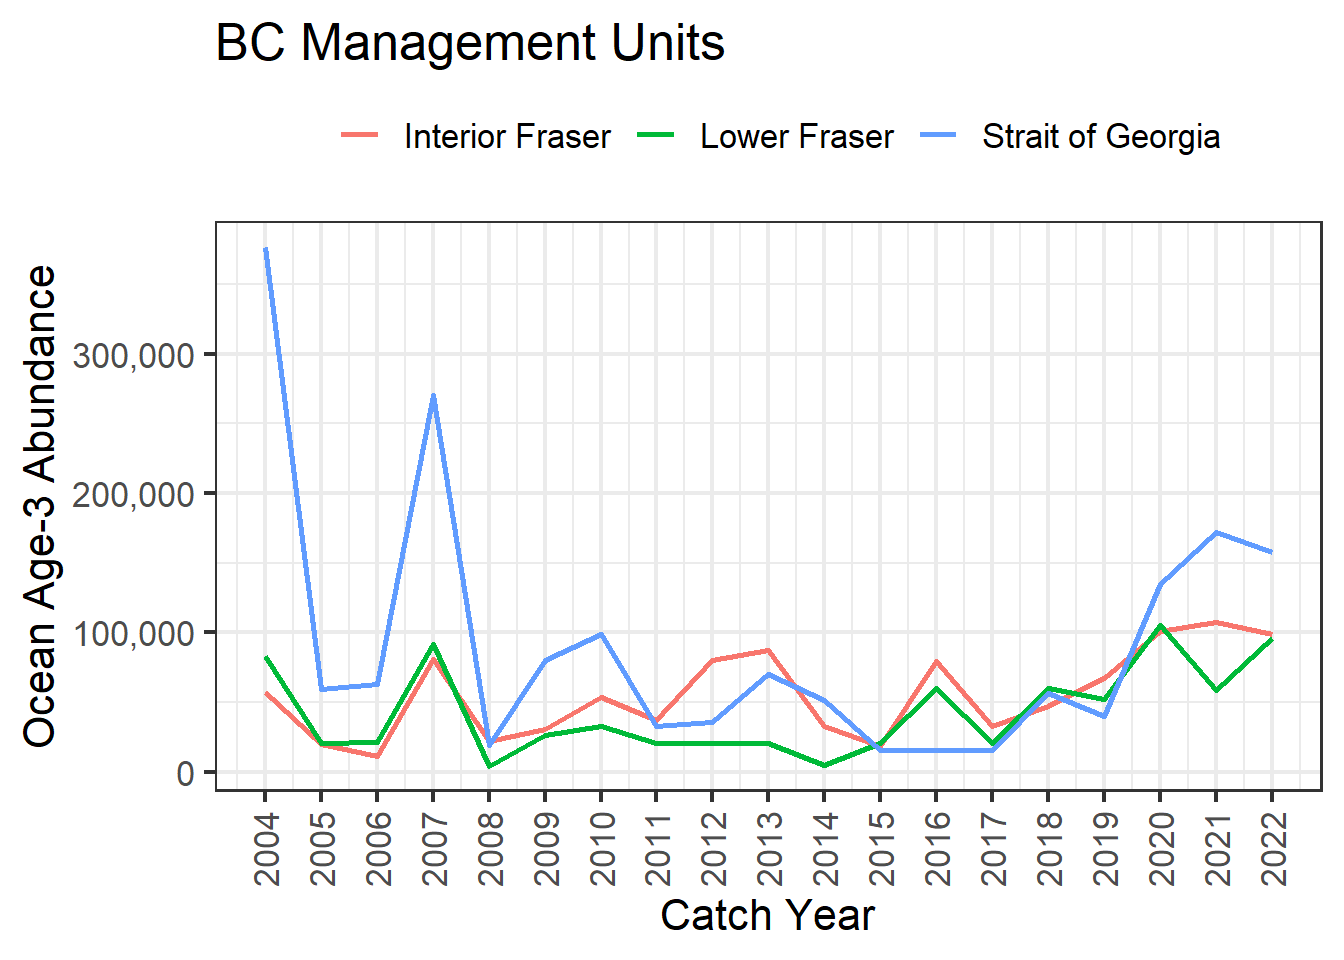 BC Management Units
Interior Fraser Lower Fraser Strait of Georgia
Ocean Age-3 Abundance
300,000
200,000
100,000
0
2004 2005 2006 2007 2008 2009 2010 2011 2012 2013 2014 2015 2016 2017 2018 2019 2020 2021 2022
Catch Year